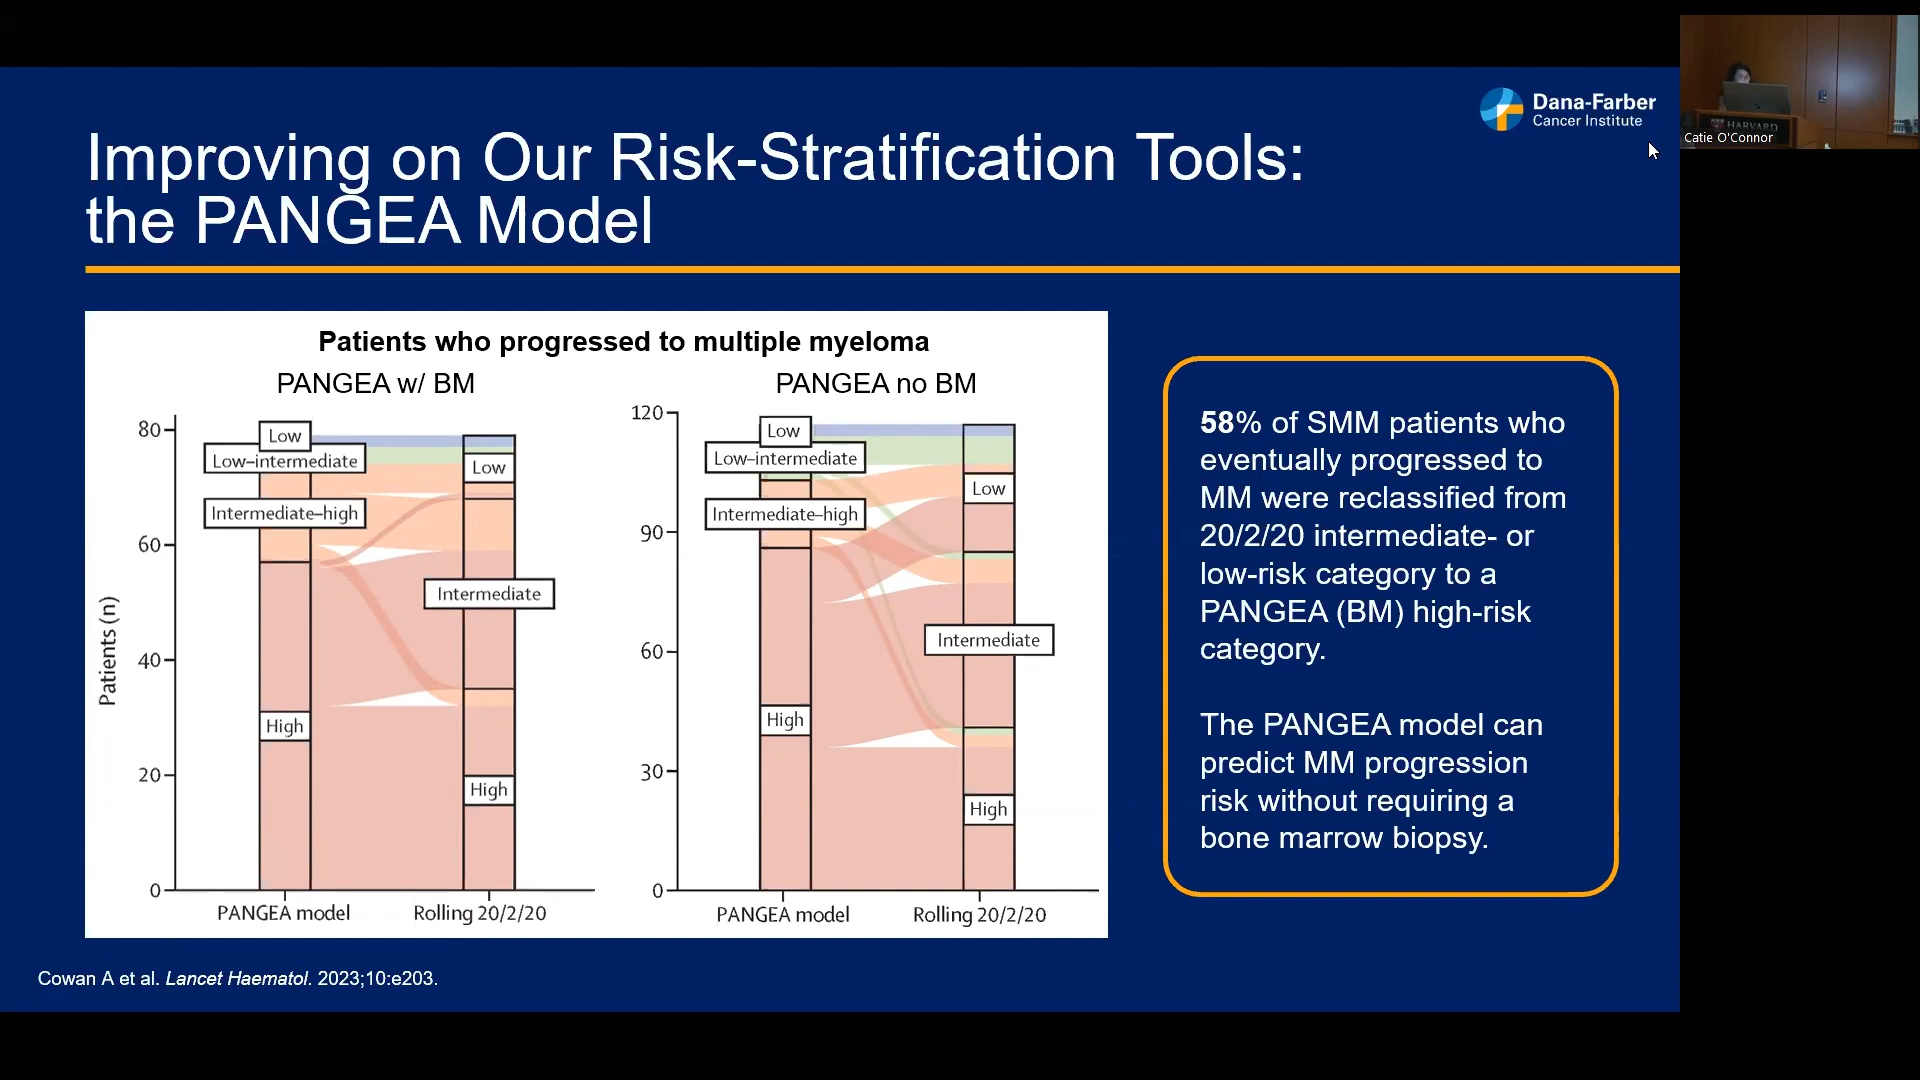 Dana-Farber
Cancer Institute
HARVARD
Catie O'Connor
Improving on Our Risk-Stratification Tools:
the PANGEA Model
Patients who progressed to multiple myeloma
PANGEA w/ BM
Patients (n)
80
60
40
20
0
Low
Low–intermediate
Intermediate–high
High
Low
Intermediate
High
PANGEA model
Rolling 20/2/20
PANGEA no BM
120
90
60
30
0
Low
Low–intermediate
Intermediate–high
High
Low
Intermediate
High
PANGEA model
Rolling 20/2/20
58% of SMM patients who
eventually progressed to
MM were reclassified from
20/2/20 intermediate- or
low-risk category to a
PANGEA (BM) high-risk
category.
The PANGEA model can
predict MM progression
risk without requiring a
bone marrow biopsy.
Cowan A et al. Lancet Haematol. 2023;10:e203.